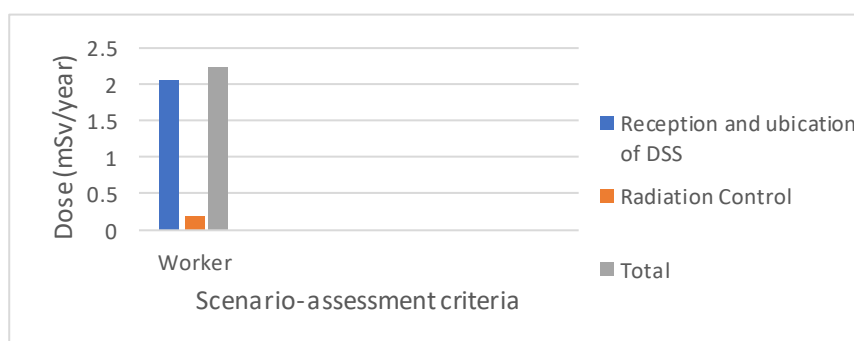 2.5
2
1.5
1
0.5
0
Dose (mSv/year)
Worker
Scenario-assessment criteria
Reception and ubication
of DSS
Radiation Control
Total